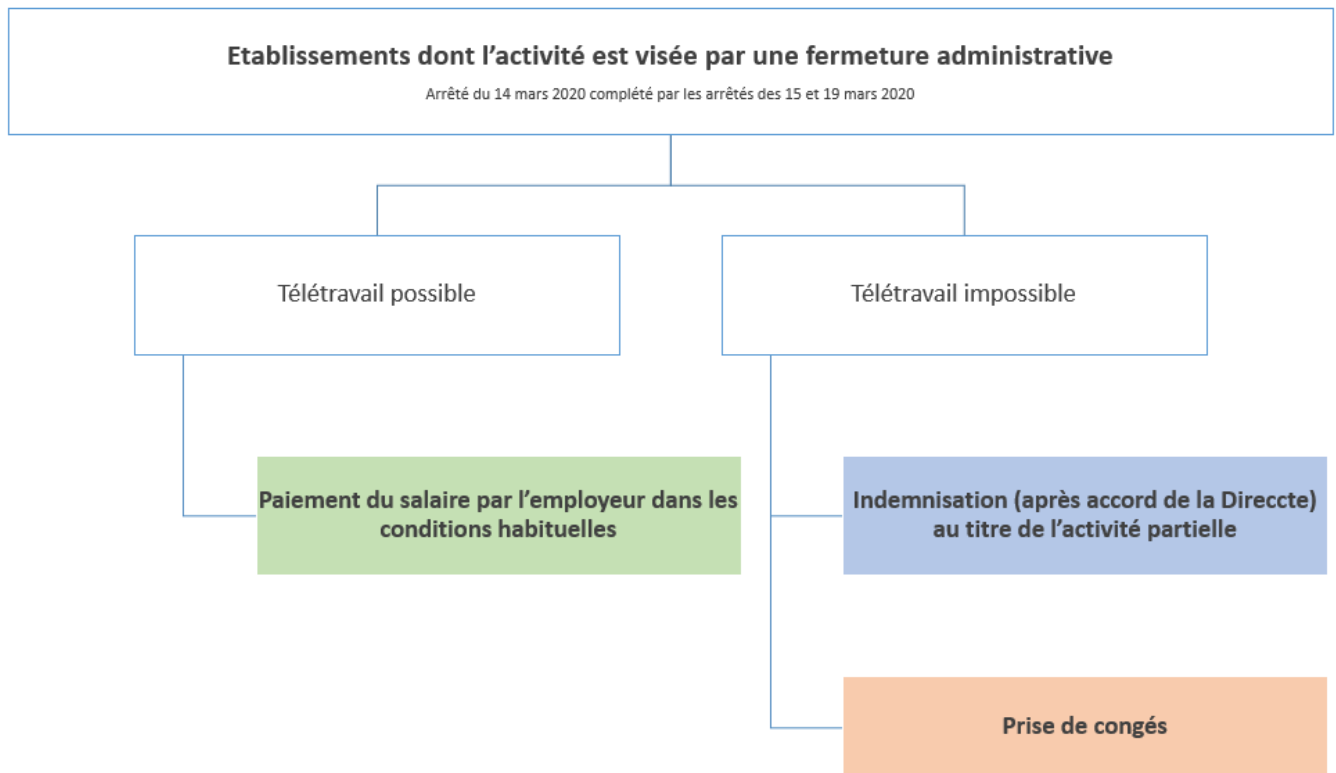 Etablissements dont l’activité est visée par une fermeture administrative
Arrêté du 14 mars 2020 complété par les arrêtés des 15 et 19 mars 2020
Télétravail possible
Télétravail impossible
Paiement du salaire par l’employeur dans les
conditions habituelles
Indemnisation (après accord de la Direccte)
au titre de l’activité partielle
Prise de congés